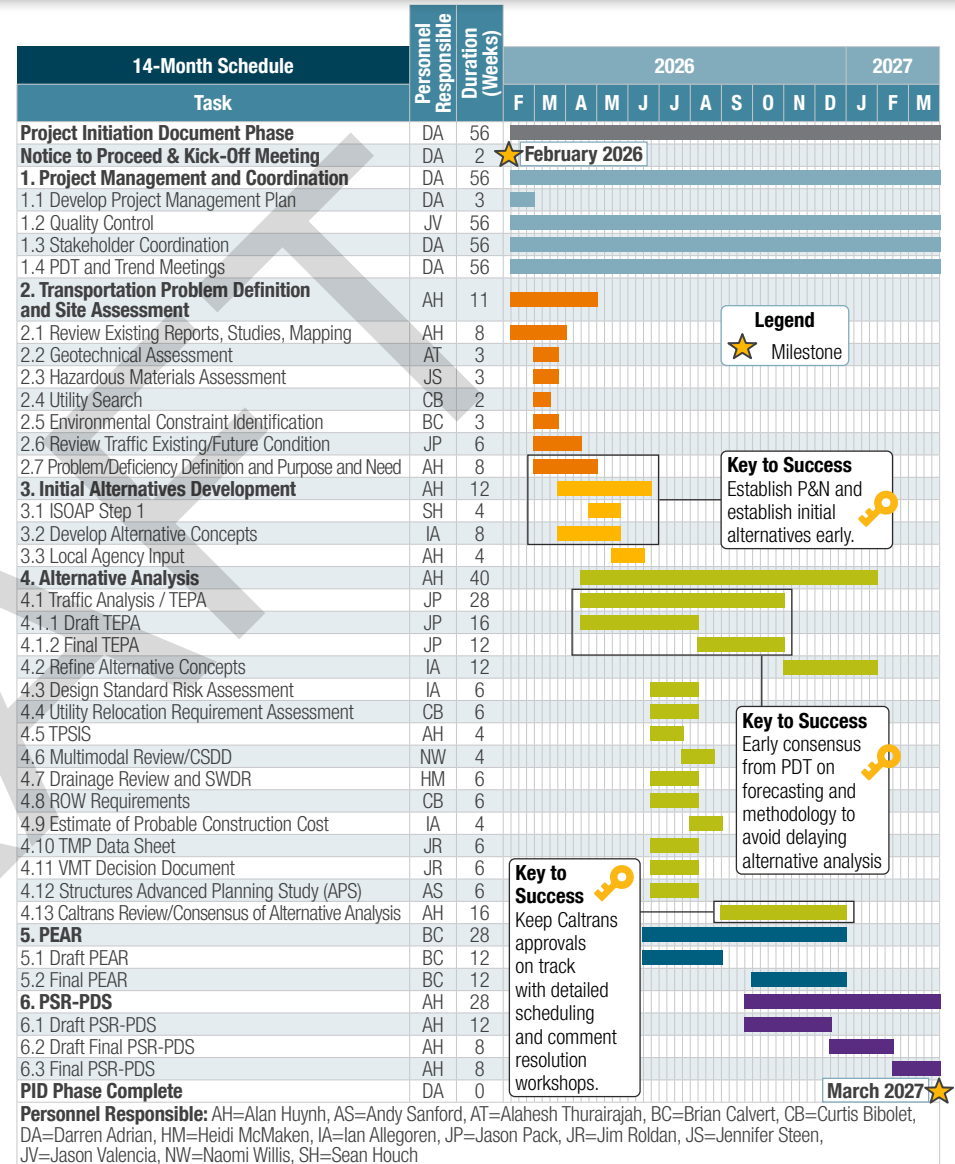 14-Month Schedule
Personnel Responsible
Duration (Weeks)
2026
2027
Task
F M A M J J A S O N D J F M
Project Initiation Document Phase DA 56
Notice to Proceed & Kick-Off Meeting DA 2 February 2026
1. Project Management and Coordination DA 56
1.1 Develop Project Management Plan DA 3
1.2 Quality Control JV 56
1.3 Stakeholder Coordination DA 56
1.4 PDT and Trend Meetings DA 56
2. Transportation Problem Definition
and Site Assessment AH 11
2.1 Review Existing Reports, Studies, Mapping AH 8
2.2 Geotechnical Assessment AT 3
2.3 Hazardous Materials Assessment JS 3
2.4 Utility Search CB 2
2.5 Environmental Constraint Identification BC 3
2.6 Review Traffic Existing/Future Condition JP 6
2.7 Problem/Deficiency Definition and Purpose and Need AH 8
3. Initial Alternatives Development AH 12
3.1 ISOAP Step 1 SH 4
3.2 Develop Alternative Concepts IA 8
3.3 Local Agency Input AH 4
4. Alternative Analysis AH 40
4.1 Traffic Analysis / TEPA JP 28
4.1.1 Draft TEPA JP 16
4.1.2 Final TEPA JP 12
4.2 Refine Alternative Concepts IA 12
4.3 Design Standard Risk Assessment IA 6
4.4 Utility Relocation Requirement Assessment CB 6
4.5 TPSIS AH 4
4.6 Multimodal Review/CSDD NW 4
4.7 Drainage Review and SWDR HM 6
4.8 ROW Requirements CB 6
4.9 Estimate of Probable Construction Cost IA 4
4.10 TMP Data Sheet JR 6
4.11 VMT Decision Document JR 6
4.12 Structures Advanced Planning Study (APS) AS 6
4.13 Caltrans Review/Consensus of Alternative Analysis AH 16
5. PEAR BC 28
5.1 Draft PEAR BC 12
5.2 Final PEAR BC 12
6. PSR-PDS AH 28
6.1 Draft PSR-PDS AH 12
6.2 Draft Final PSR-PDS AH 8
6.3 Final PSR-PDS AH 8
PID Phase Complete DA 0 March 2027
Legend
Milestone
Key to Success
Establish P&N and
establish initial
alternatives early.
Key to Success
Early consensus
from PDT on
forecasting and
methodology to
avoid delaying
alternative analysis
Key to
Success
Keep Caltrans
approvals
on track
with detailed
scheduling
and comment
resolution
workshops.
Personnel Responsible: AH=Alan Huynh, AS=Andy Sanford, AT=Alahesh Thurairajah, BC=Brian Calvert, CB=Curtis Bibolet,
DA=Darren Adrian, HM=Heidi McMaken, IA=Ian Allegoren, JP=Jason Pack, JR=Jim Roldan, JS=Jennifer Steen,
JV=Jason Valencia, NW=Naomi Willis, SH=Sean Houch